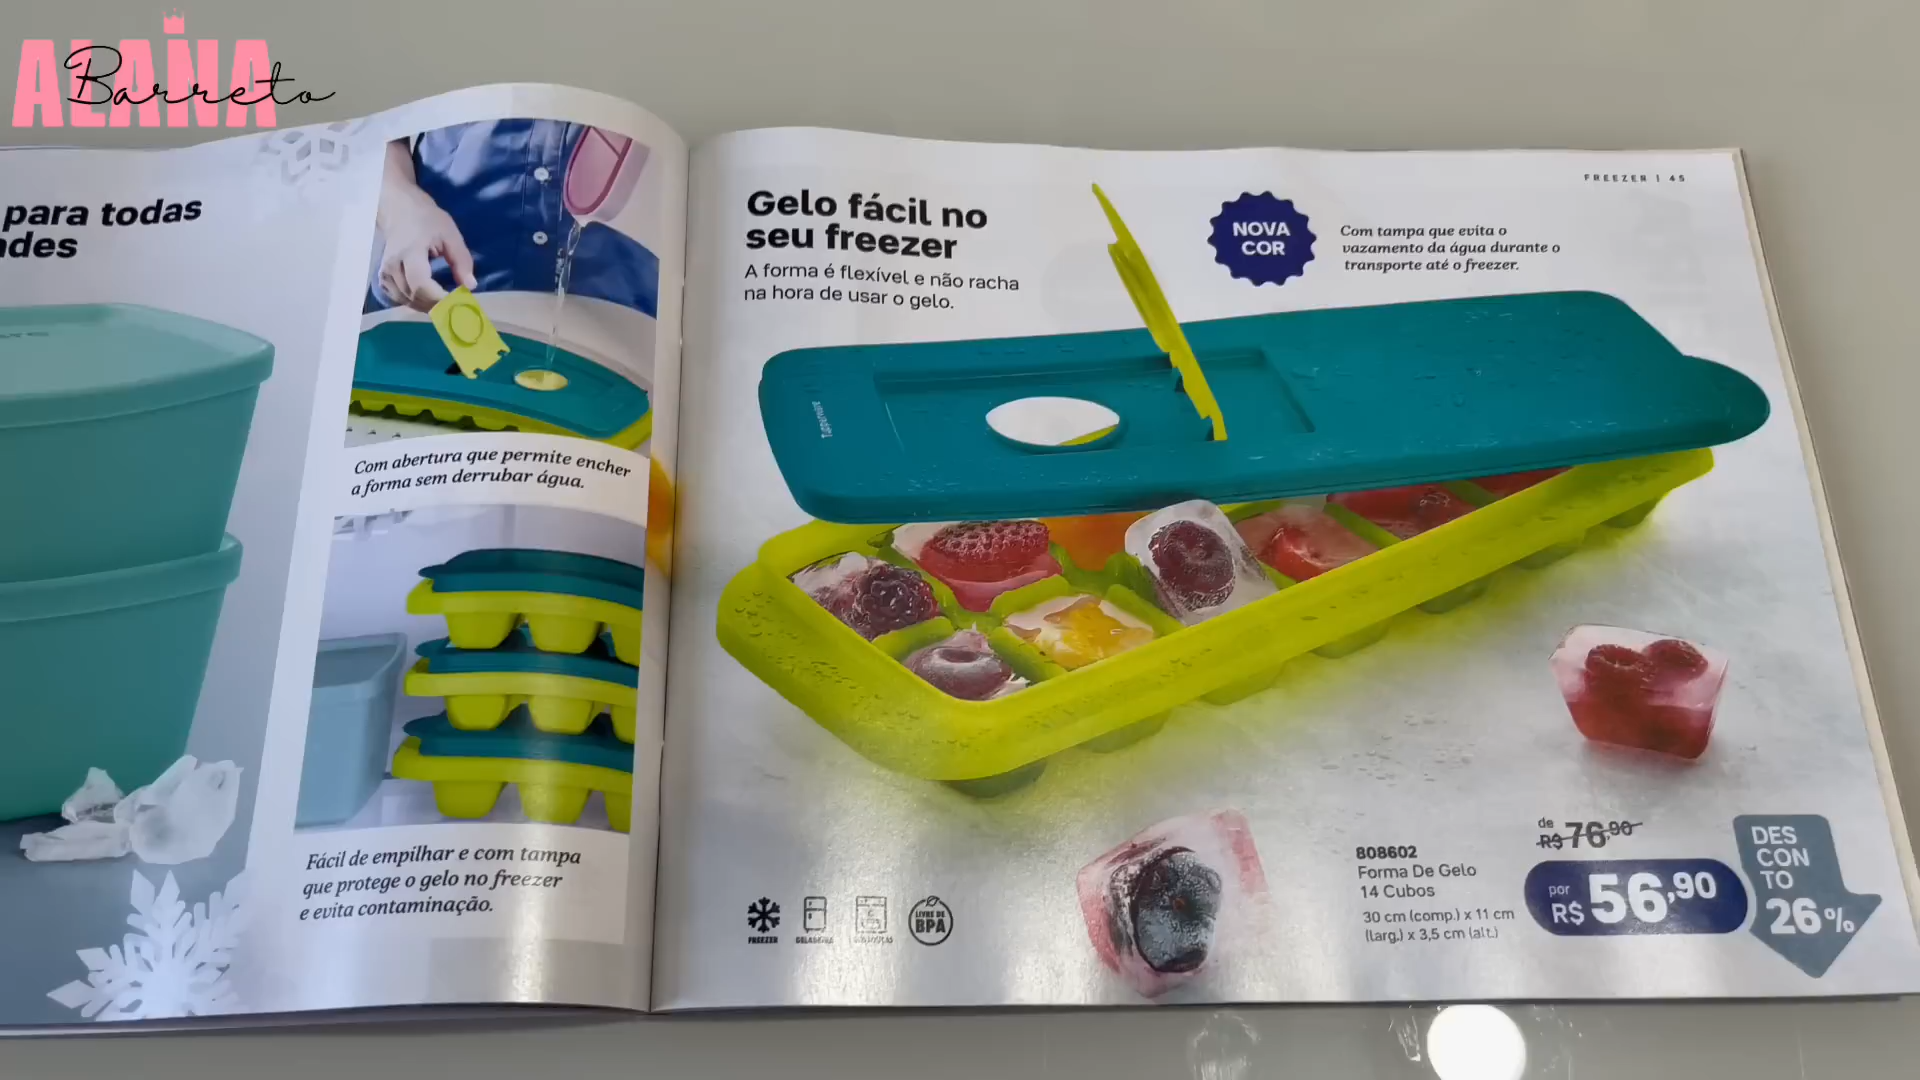 ALANA
Barreto
para todas
Com abertura que permite encher
a forma sem derrubar água.
Fácil de empilhar e com tampa
que protege o gelo no freezer
e evita contaminação.
FREEZER | 45
Gelo fácil no
seu freezer
A forma é flexível e não racha
na hora de usar o gelo.
NOVA
COR
Com tampa que evita o
vazamento da água durante o
transporte até o freezer.
Tupperware
FREEZER
GELADEIRA
LIVRE DE
BPA
808602
Forma De Gelo
14 Cubos
30 cm (comp.) x 11 cm
(larg.) x 3,5 cm (alt.)
de
R$ 76,90
por
R$ 56,90
DES
CON
TO
26%